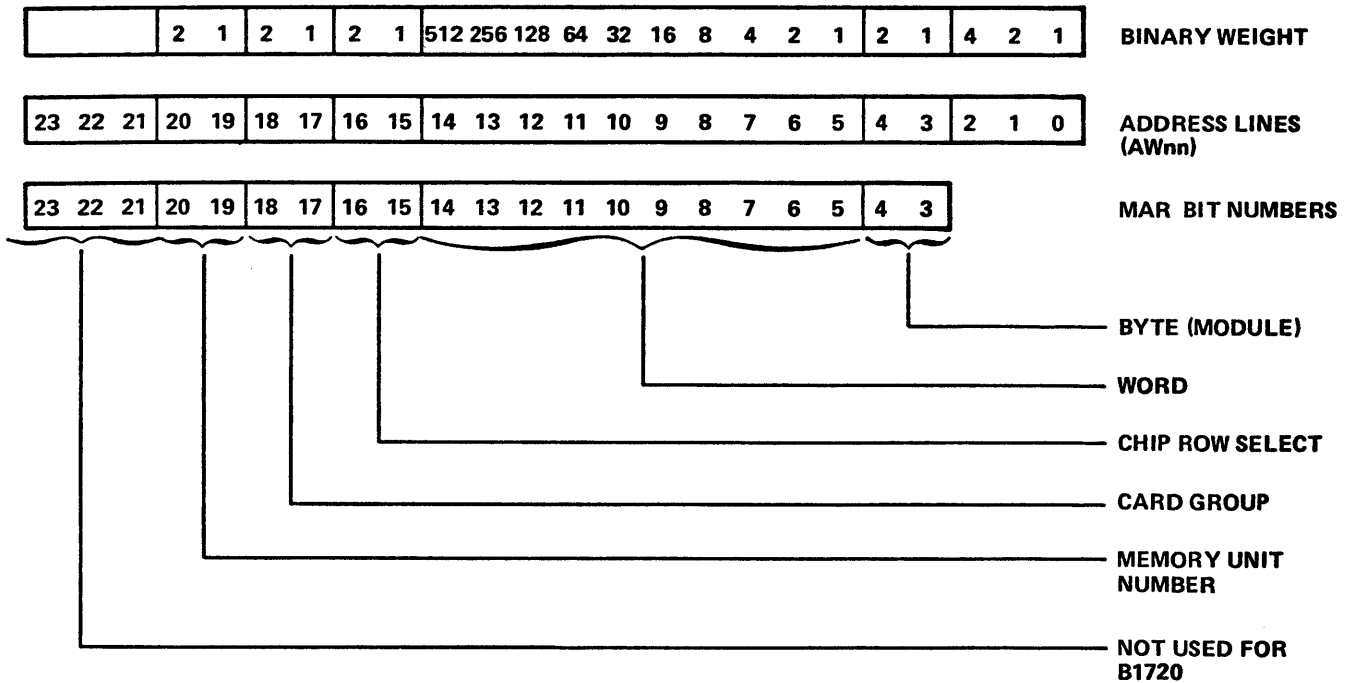 2 1 2 1 2 1 512 256 128 64 32 16 8 4 2 1 2 1 4 2 1 BINARY WEIGHT
23 22 21 20 19 18 17 16 15 14 13 12 11 10 9 8 7 6 5 4 3 2 1 0 ADDRESS LINES
(AWnn)
23 22 21 20 19 18 17 16 15 14 13 12 11 10 9 8 7 6 5 4 3 MAR BIT NUMBERS
BYTE (MODULE)
WORD
CHIP ROW SELECT
CARD GROUP
MEMORY UNIT
NUMBER
NOT USED FOR
B1720